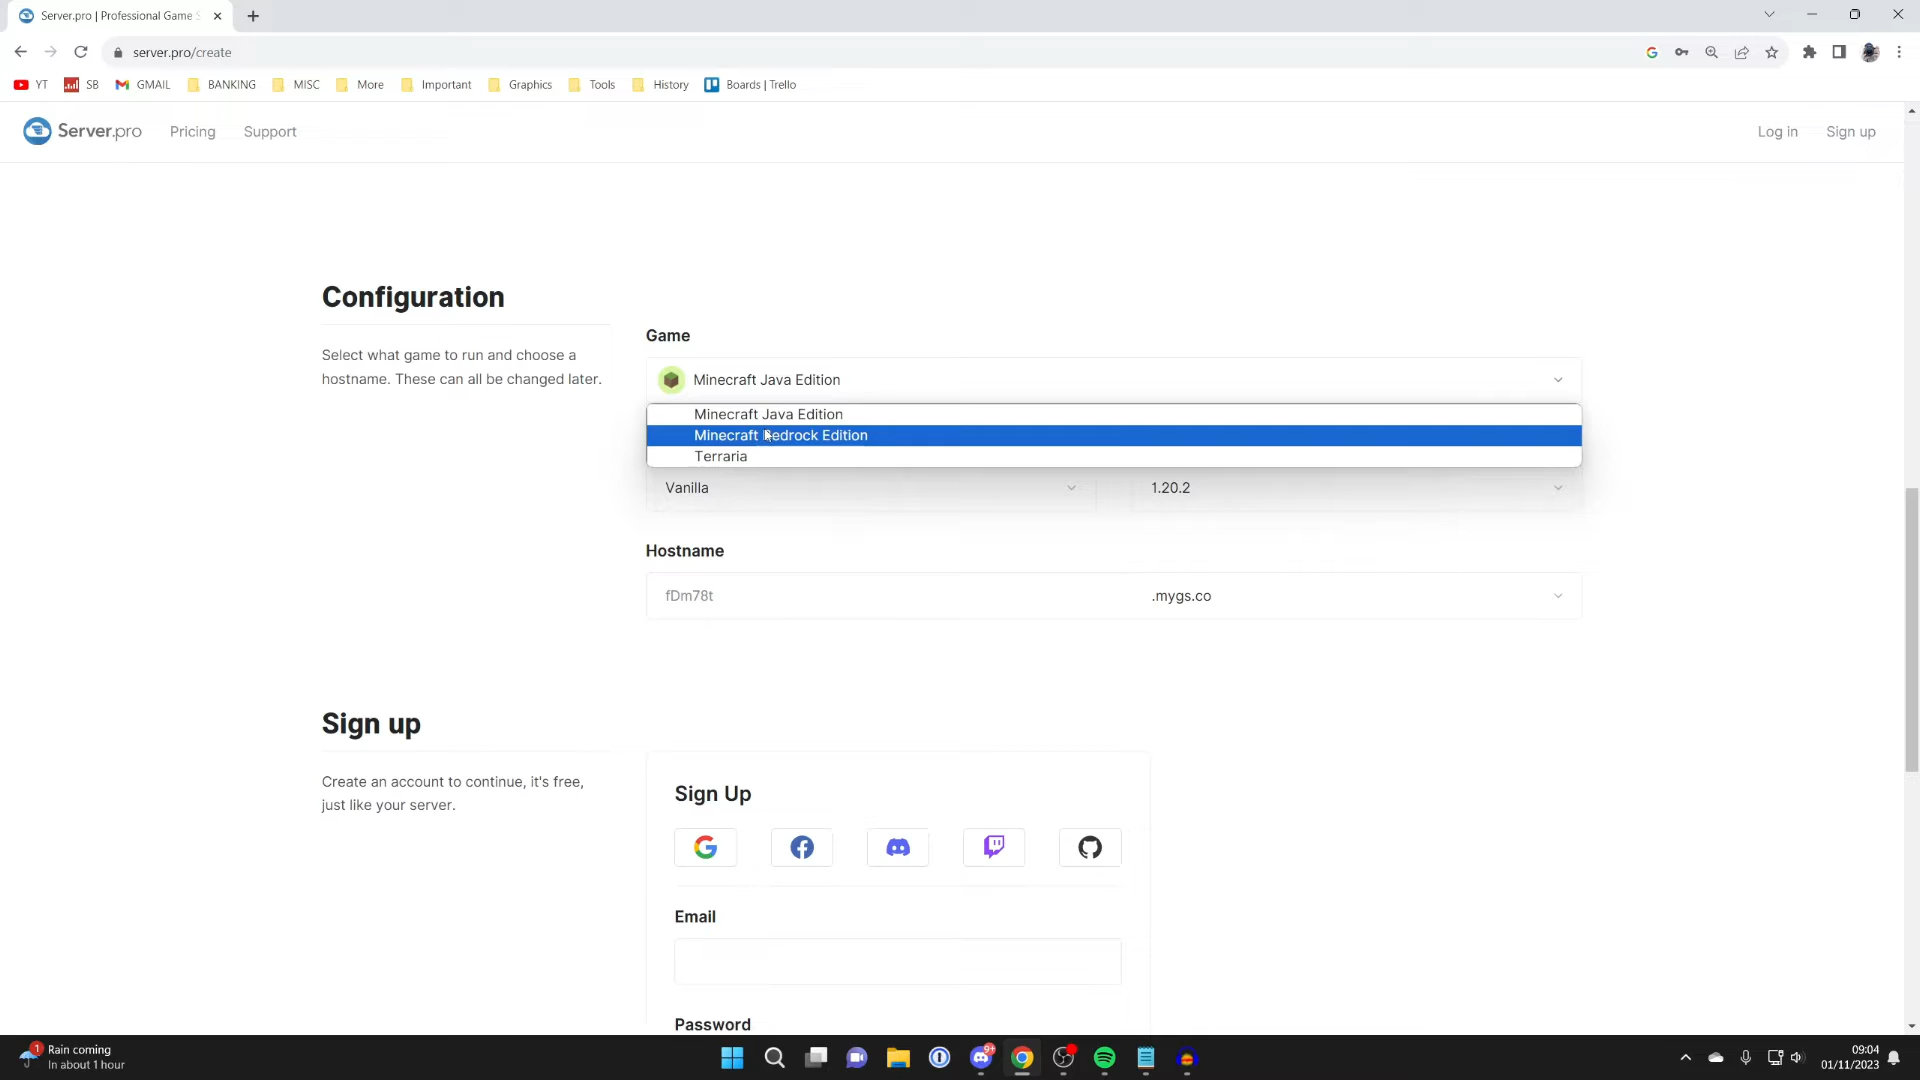 Server.pro | Professional Game S
server.pro/create
YT
SB
GMAIL
BANKING
MISC
More
Important
Graphics
Tools
History
Boards | Trello
Server.pro
Pricing
Support
Log in
Sign up
Configuration
Select what game to run and choose a
hostname. These can all be changed later.
Game
Minecraft Java Edition
Minecraft Java Edition
Minecraft Bedrock Edition
Terraria
Vanilla
1.20.2
Hostname
fDm78t
.mygs.co
Sign up
Create an account to continue, it's free,
just like your server.
Sign Up
Email
Password
1
Rain coming
In about 1 hour
9+
09:04
01/11/2023